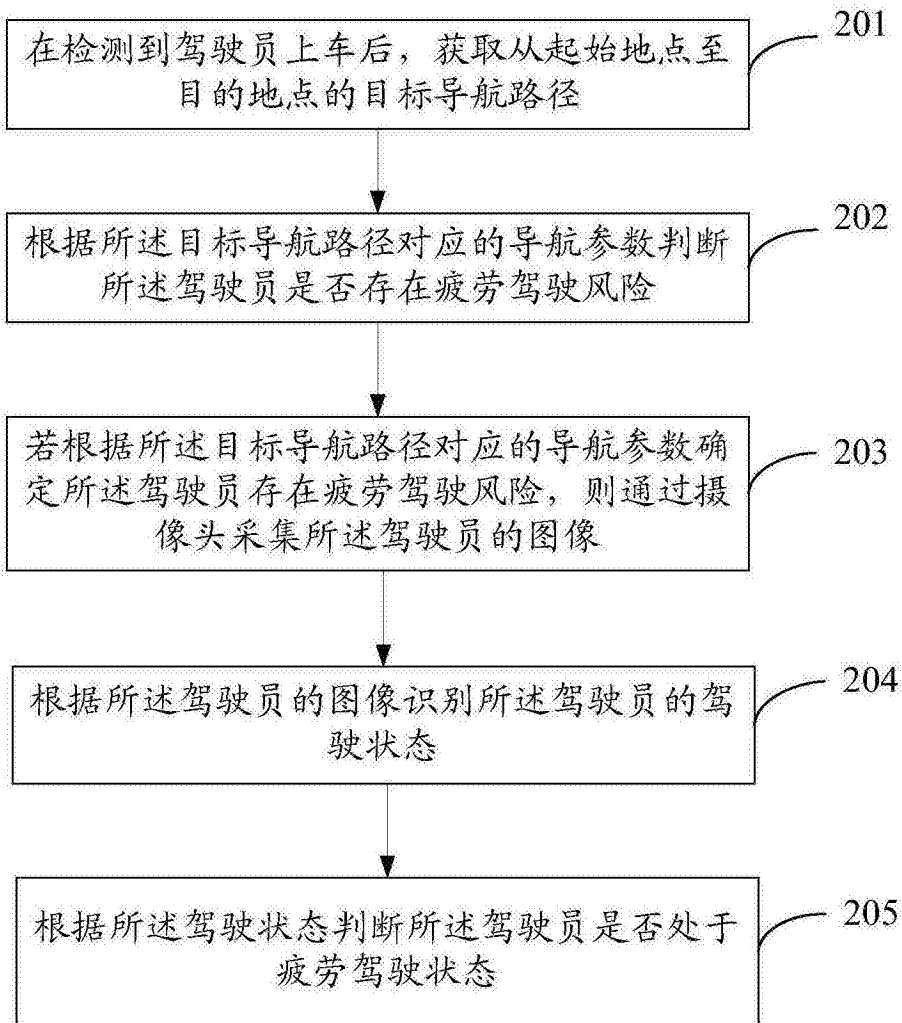 在检测到驾驶员上车后，获取从起始地点至
目的地点的目标导航路径
201
根据所述目标导航路径对应的导航参数判断
所述驾驶员是否存在疲劳驾驶风险
202
若根据所述目标导航路径对应的导航参数确
定所述驾驶员存在疲劳驾驶风险，则通过摄
像头采集所述驾驶员的图像
203
根据所述驾驶员的图像识别所述驾驶员的驾
驶状态
204
根据所述驾驶状态判断所述驾驶员是否处于
疲劳驾驶状态
205